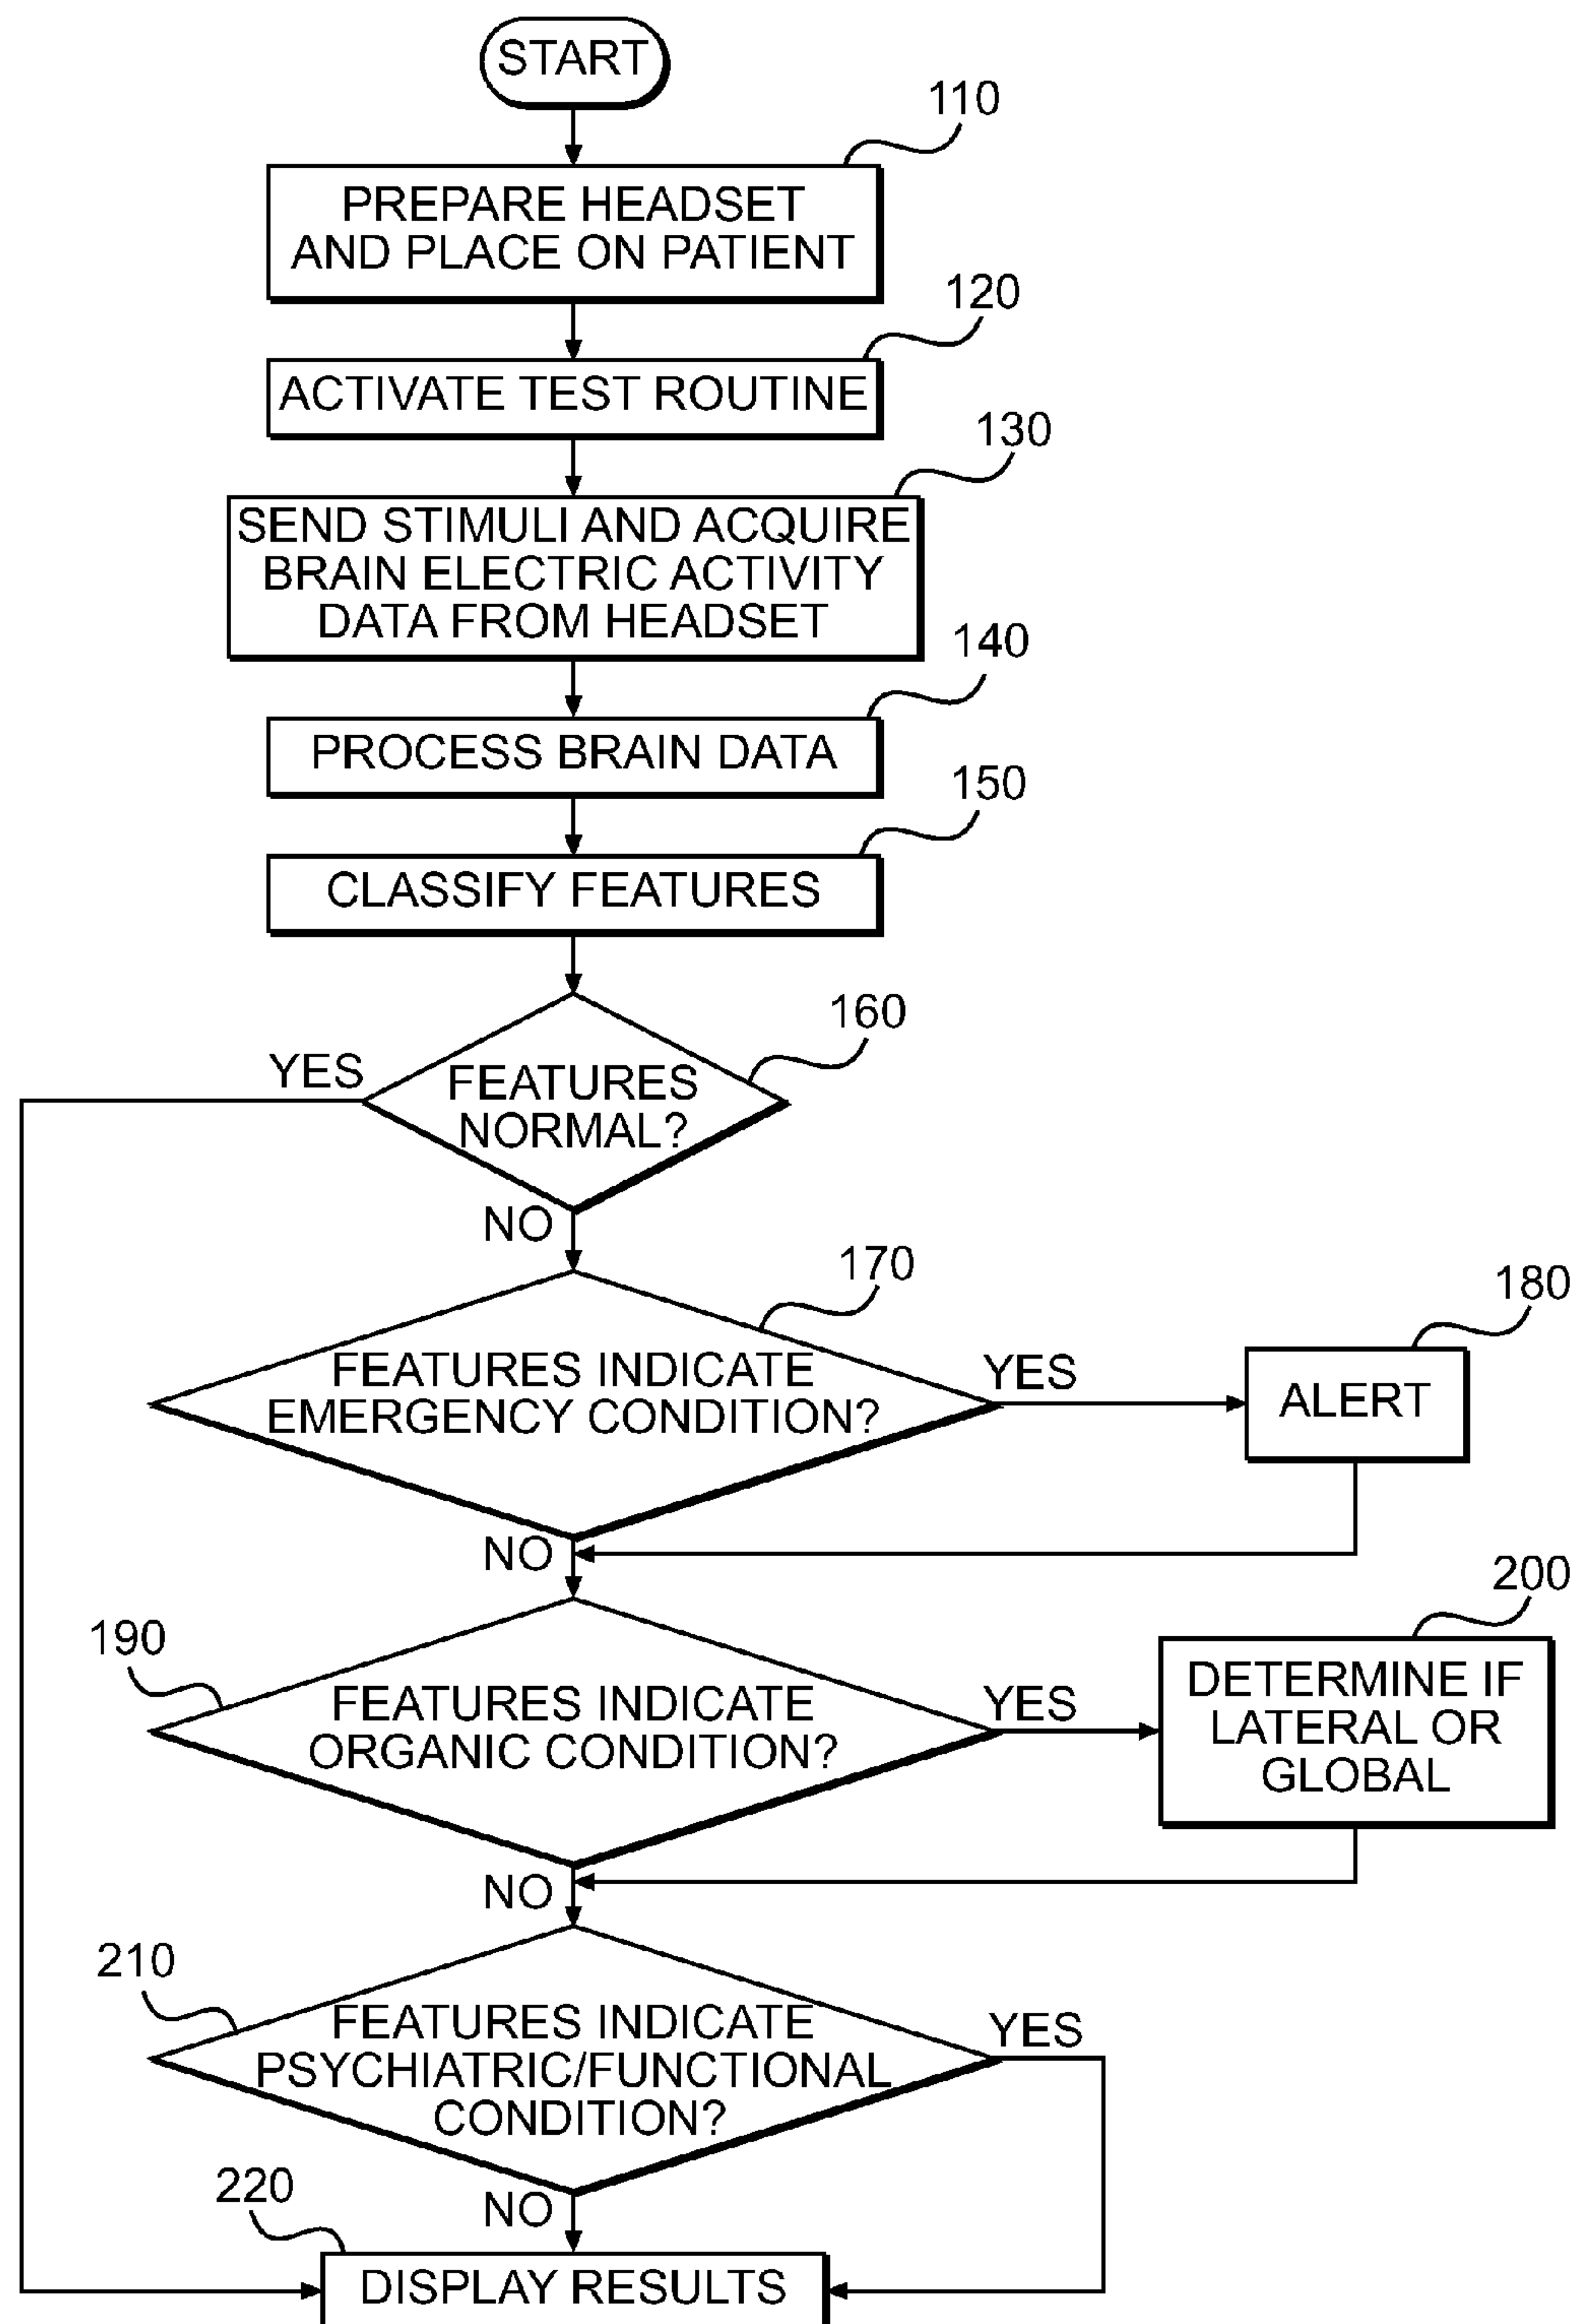 START
110
PREPARE HEADSET
AND PLACE ON PATIENT
120
ACTIVATE TEST ROUTINE
130
SEND STIMULI AND ACQUIRE
BRAIN ELECTRIC ACTIVITY
DATA FROM HEADSET
140
PROCESS BRAIN DATA
150
CLASSIFY FEATURES
160
YES
FEATURES
NORMAL?
NO
170
180
FEATURES INDICATE
EMERGENCY CONDITION?
YES
ALERT
NO
200
190
FEATURES INDICATE
ORGANIC CONDITION?
YES
DETERMINE IF
LATERAL OR
GLOBAL
NO
210
FEATURES INDICATE
PSYCHIATRIC/FUNCTIONAL
CONDITION?
YES
220
NO
DISPLAY RESULTS